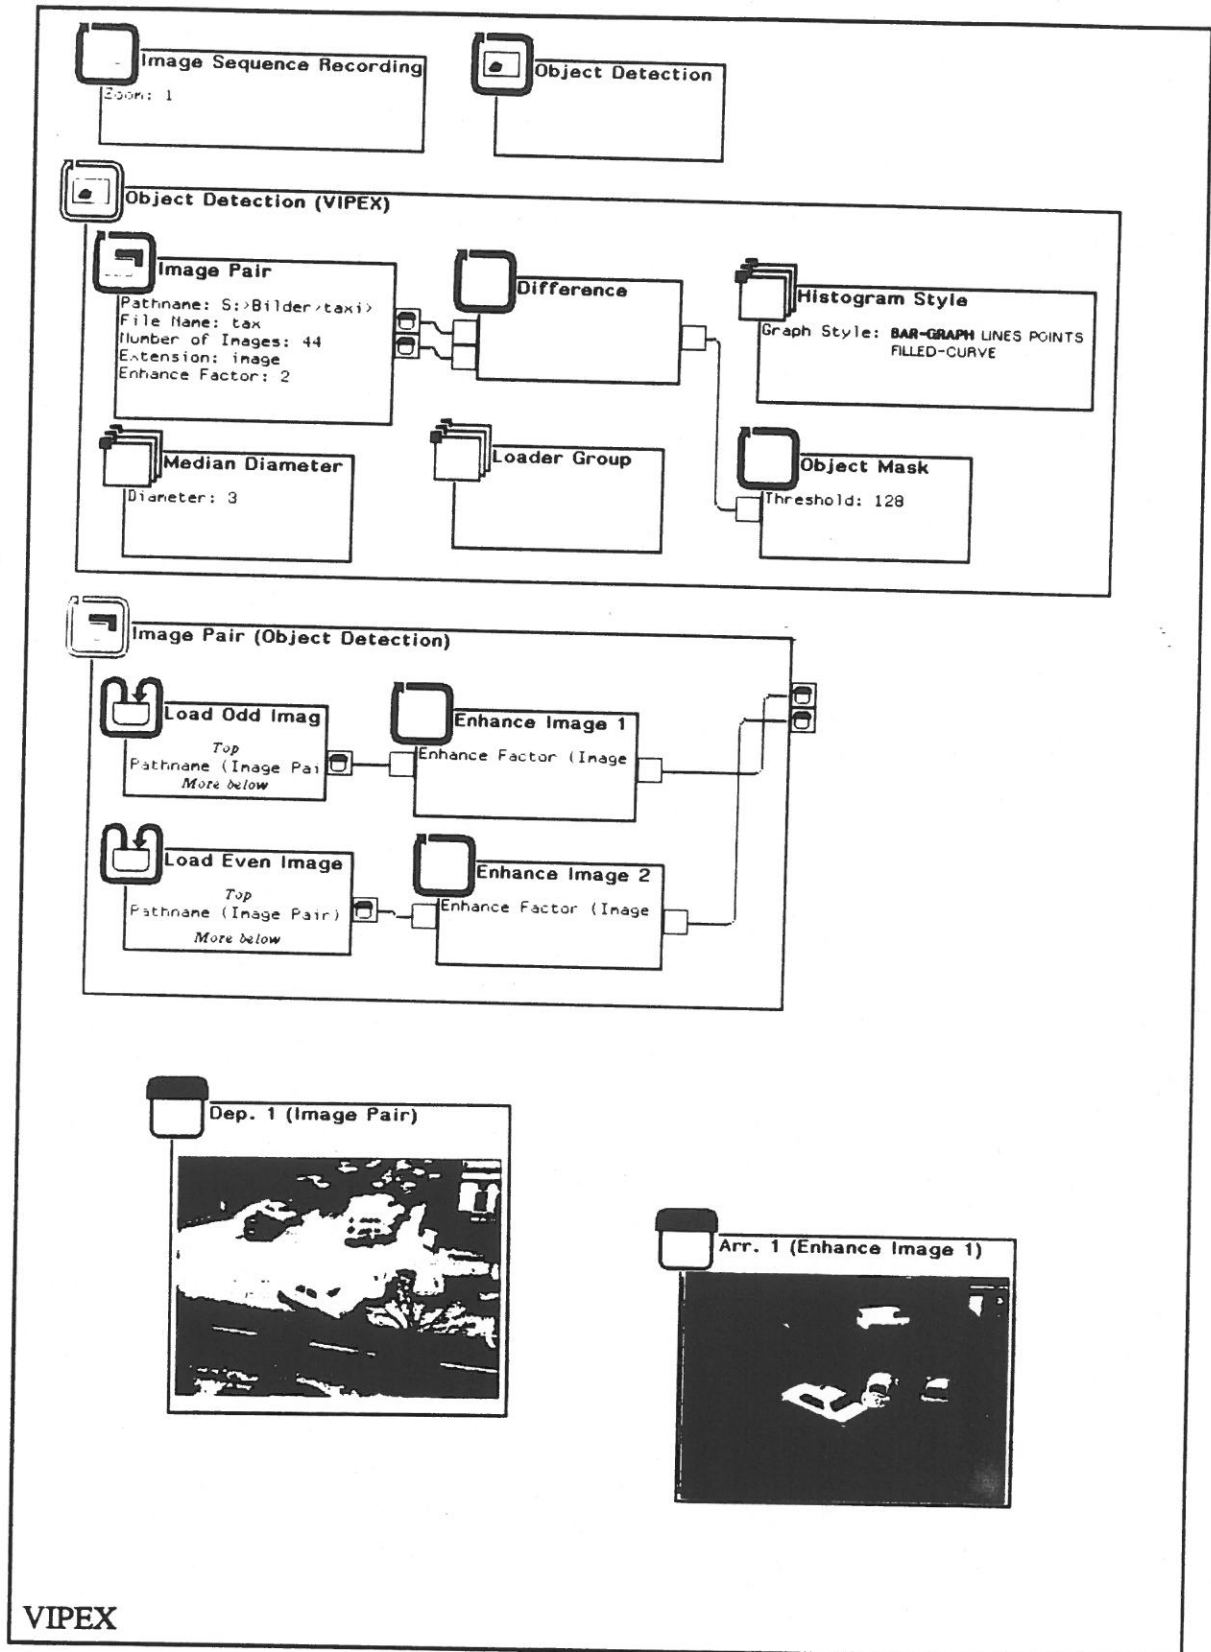 Image Sequence Recording
Zoom: 1
Object Detection
Object Detection (VIPEX)
Image Pair
Pathname: S:>Bilder>taxi>
File Name: tax
Number of Images: 44
Extension: image
Enhance Factor: 2
Difference
Histogram Style
Graph Style: BAR-GRAPH LINES POINTS
FILLED-CURVE
Median Diameter
Diameter: 3
Loader Group
Object Mask
Threshold: 128
Image Pair (Object Detection)
Load Odd Imag
Top
Pathname (Image Pai
More below
Enhance Image 1
Enhance Factor (Image
Load Even Image
Top
Pathname (Image Pair)
More below
Enhance Image 2
Enhance Factor (Image
Dep. 1 (Image Pair)
Arr. 1 (Enhance Image 1)
VIPEX